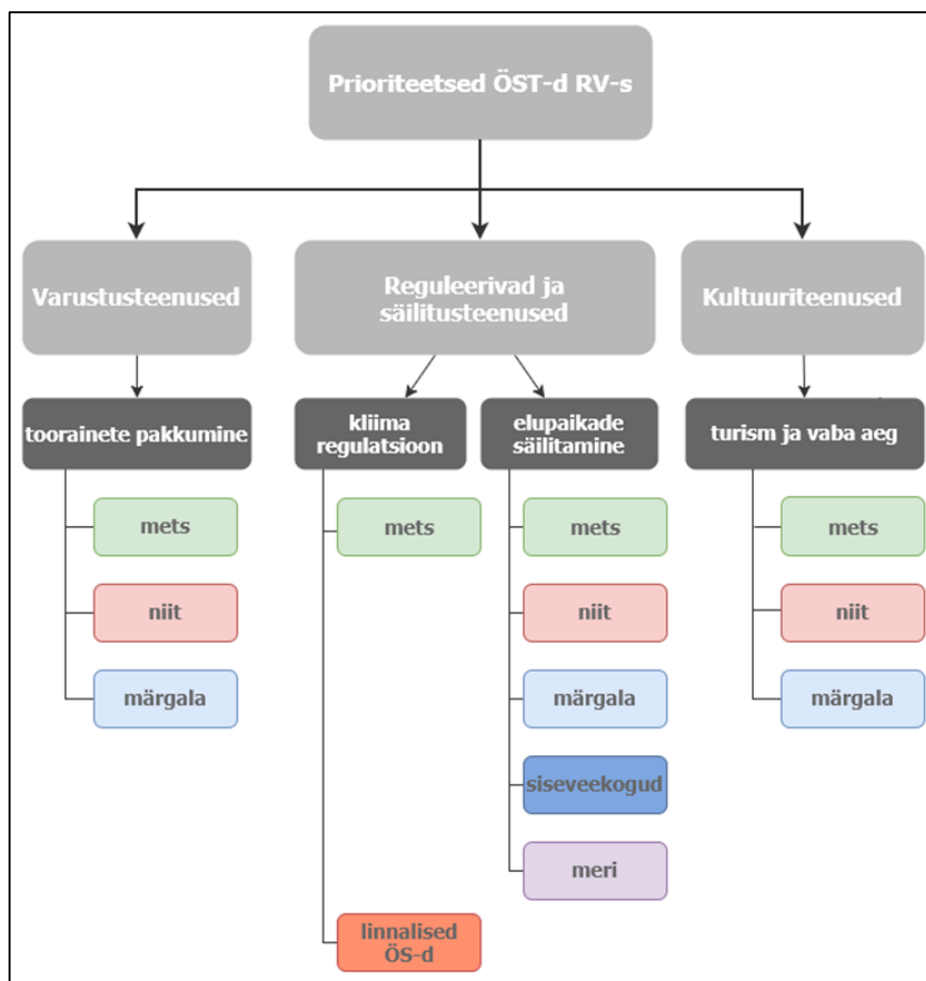 Prioriteetsed ÖST-d RV-s
Varustusteenused
Reguleerivad ja
säilitusteenused
Kultuuriteenused
toorainete pakkumine
kliima
regulatsioon
elupaikade
säilitamine
turism ja vaba aeg
mets
niit
märgala
mets
linnalised
ÖS-d
mets
niit
märgala
siseveekogud
meri
mets
niit
märgala